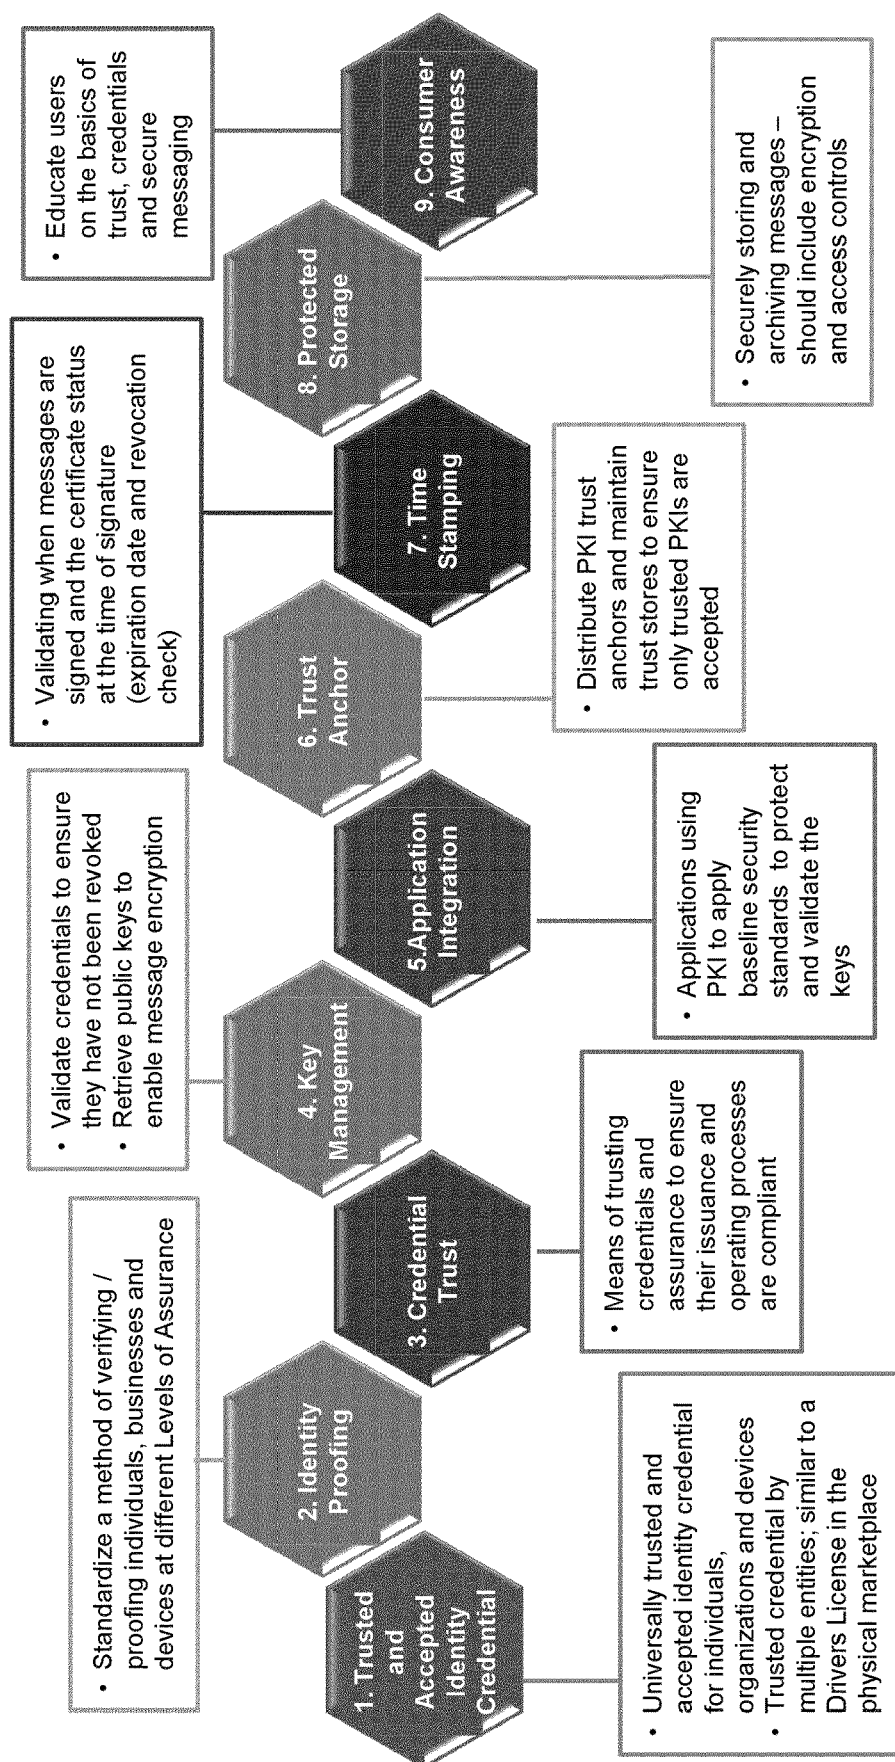 1. Trusted
and
Accepted
Identity
Credential
• Universally trusted and
accepted identity credential
for individuals,
organizations and devices
• Trusted credential by
multiple entities; similar to a
Drivers License in the
physical marketplace
2. Identity
Proofing
• Standardize a method of verifying /
proofing individuals, businesses and
devices at different Levels of Assurance
3. Credential
Trust
• Means of trusting
credentials and
assurance to ensure
their issuance and
operating processes
are compliant
4. Key
Management
• Validate credentials to ensure
they have not been revoked
• Retrieve public keys to
enable message encryption
5.Application
Integration
• Applications using
PKI to apply
baseline security
standards to protect
and validate the
keys
6. Trust
Anchor
• Distribute PKI trust
anchors and maintain
trust stores to ensure
only trusted PKIs are
accepted
7. Time
Stamping
• Validating when messages are
signed and the certificate status
at the time of signature
(expiration date and revocation
check)
8. Protected
Storage
• Securely storing and
archiving messages –
should include encryption
and access controls
9. Consumer
Awareness
• Educate users
on the basics of
trust, credentials
and secure
messaging